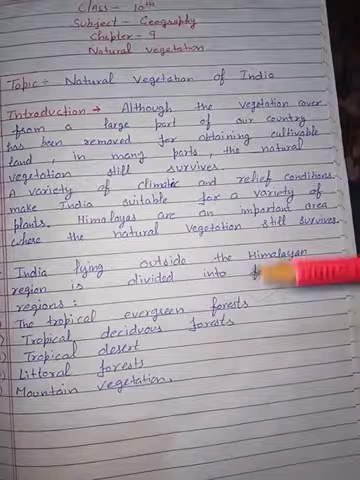 Class - 10th
Subject - Geography
Chapter - 9
Natural vegetation
Topic :- Natural Vegetation of India
Introduction → Although the vegetation cover
from a large part of our country
has been removed for obtaining cultivable
land, in many parts, the natural
vegetation still survives.
A variety of climatic and relief conditions
make India suitable for a variety of
plants. Himalayas are an important area
where the natural vegetation still survives.
India lying outside the Himalayan
region is divided into
regions :
The tropical evergreen forests
Tropical deciduous forests
Tropical desert
Littoral forests
Mountain vegetation.